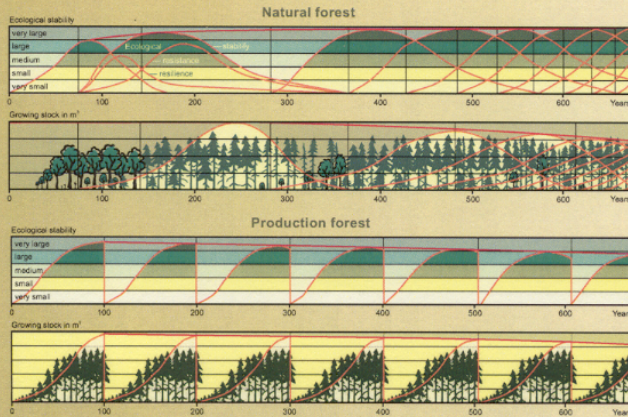 Natural forest
Ecological stability
very large
large
Ecological
stability
medium
resistance
small
resilience
very small
0 100 200 300 400 500 600 Years
Growing stock in m³
0 100 200 300 400 500 600 Years
Production forest
Ecological stability
very large
large
medium
small
very small
0 100 200 300 400 500 600 Years
Growing stock in m³
0 100 200 300 400 500 600 Years